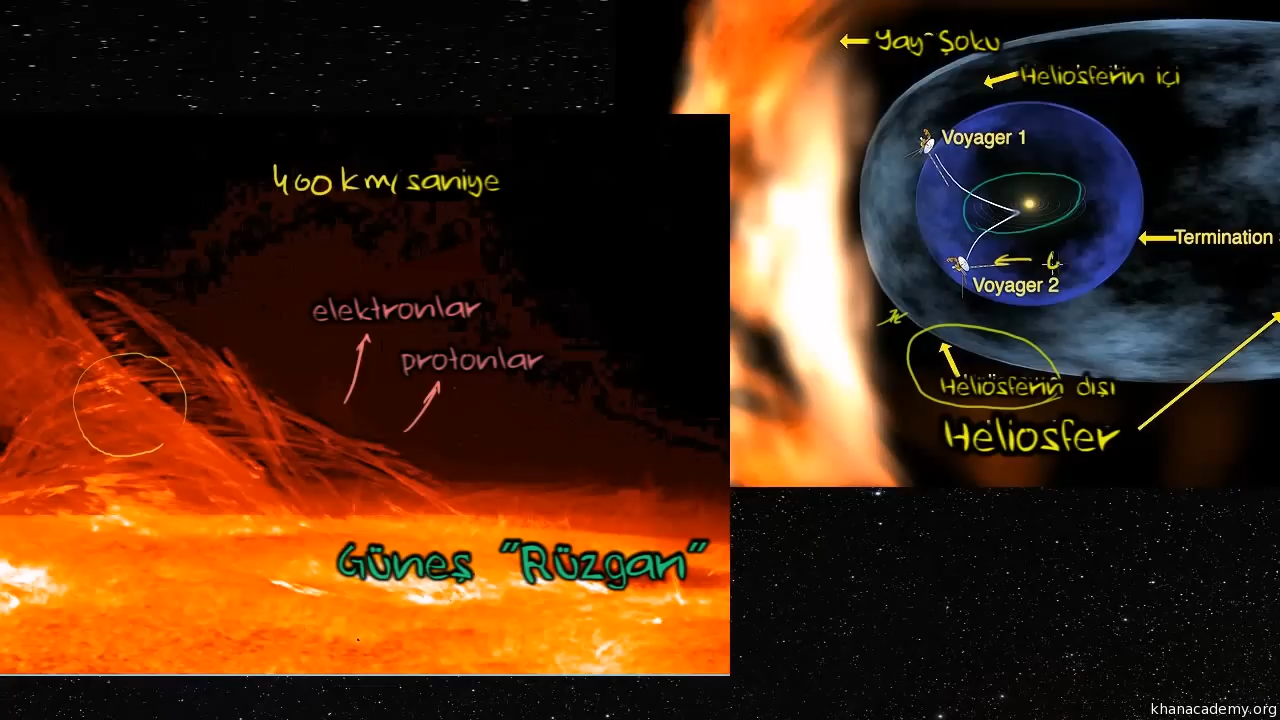 400 km/saniye
elektronlar
protonlar
Güneş "Rüzgarı"
Yay Şoku
Heliosferin içi
Voyager 1
Termination
Voyager 2
Heliosferin dışı
Heliosfer
khanacademy.org